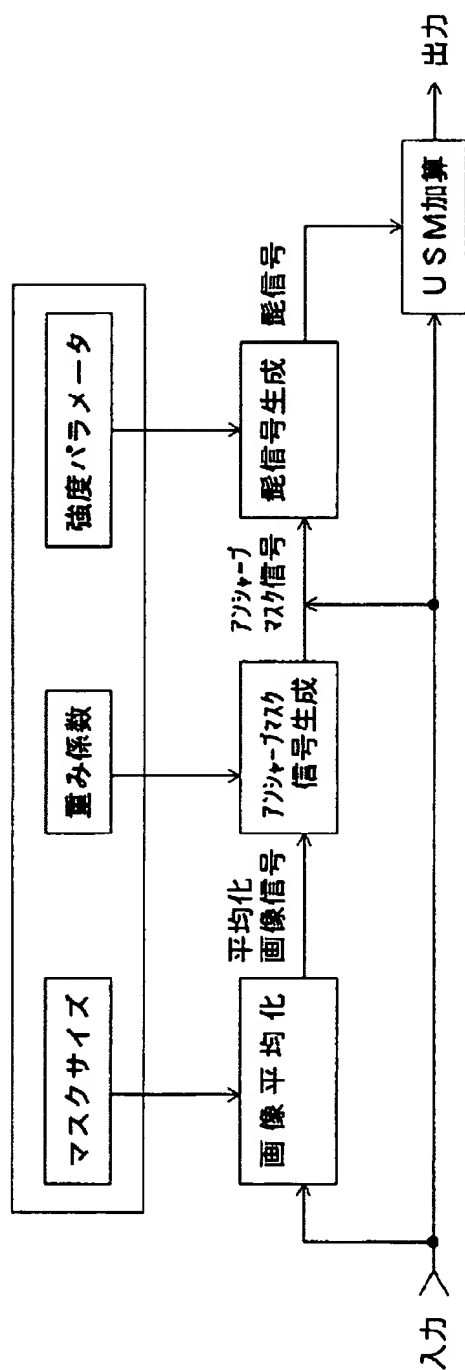 マスクサイズ
重み係数
強度パラメータ
入力
画像平均化
平均化
画像信号
アンシャープマスク
信号生成
アンシャープ
マスク信号
髭信号生成
髭信号
USM加算
出力